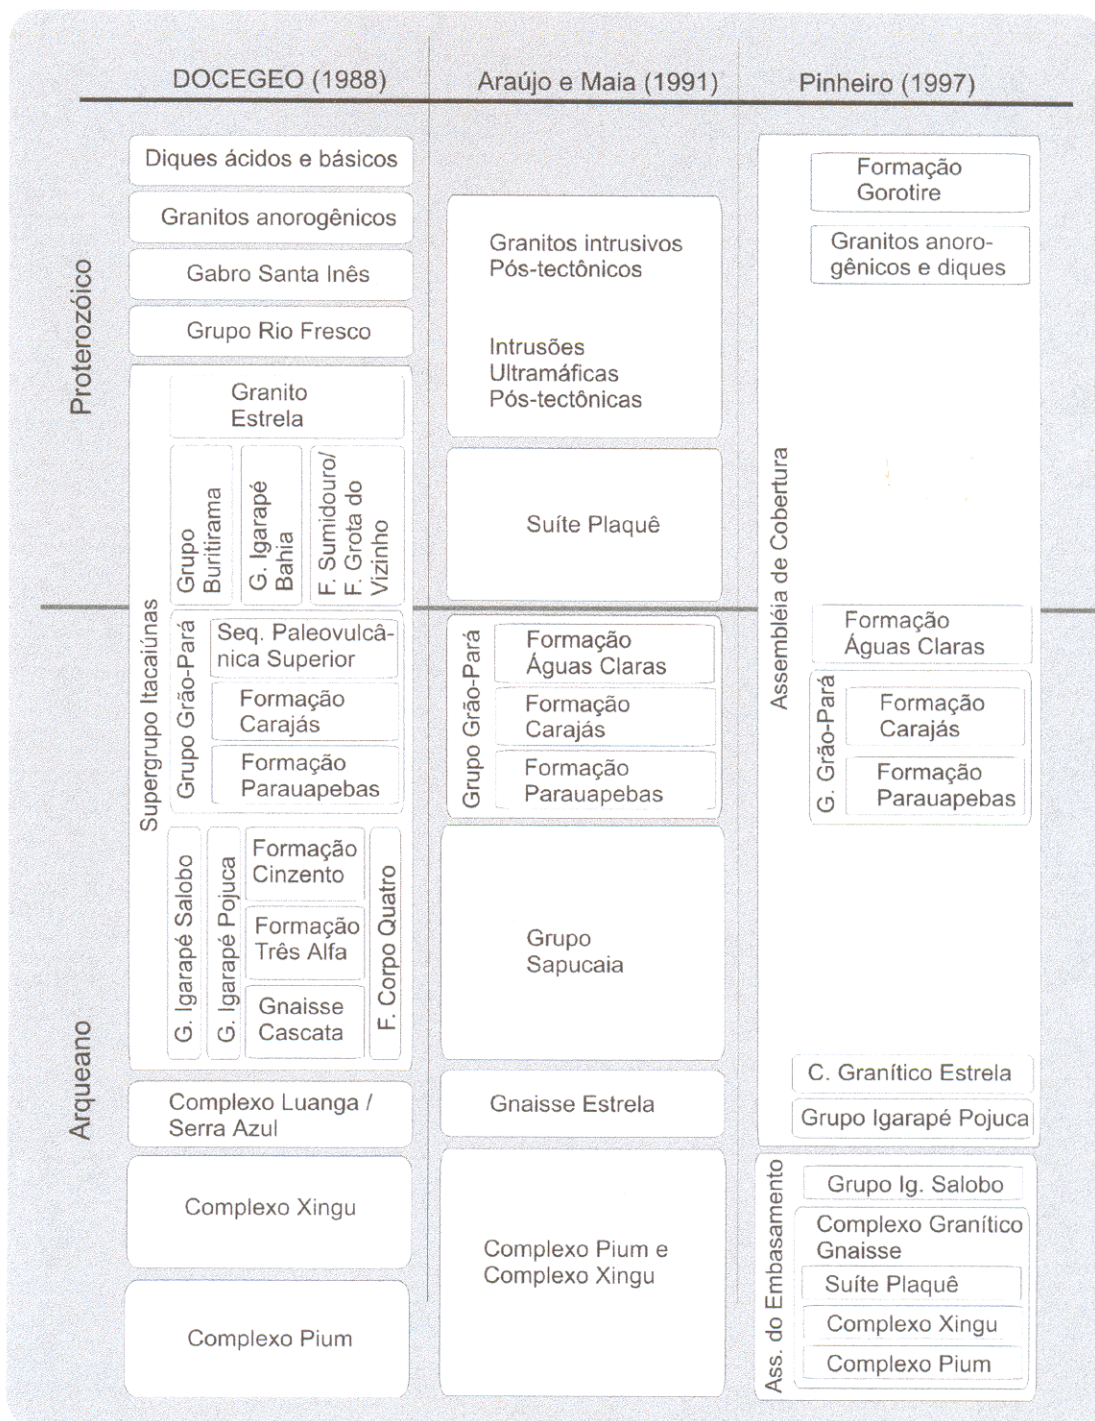 DOCEGEO (1988)
Araújo e Maia (1991)
Pinheiro (1997)
Proterozóico
Arqueano
Diques ácidos e básicos
Granitos anorogênicos
Gabro Santa Inês
Grupo Rio Fresco
Supergrupo Itacaiúnas
Granito
Estrela
Grupo
Buritirama
G. Igarapé
Bahia
F. Sumidouro/
F. Grota do
Vizinho
Grupo Grão-Pará
Seq. Paleovulcâ-
nica Superior
Formação
Carajás
Formação
Parauapebas
G. Igarapé Salobo
G. Igarapé Pojuca
Formação
Cinzento
Formação
Três Alfa
Gnaisse
Cascata
F. Corpo Quatro
Complexo Luanga /
Serra Azul
Complexo Xingu
Complexo Pium
Granitos intrusivos
Pós-tectônicos
Intrusões
Ultramáficas
Pós-tectônicas
Suíte Plaquê
Grupo Grão-Pará
Formação
Águas Claras
Formação
Carajás
Formação
Parauapebas
Grupo
Sapucaia
Gnaisse Estrela
Complexo Pium e
Complexo Xingu
Assembléia de Cobertura
Formação
Gorotire
Granitos anoro-
gênicos e diques
Formação
Águas Claras
G. Grão-Pará
Formação
Carajás
Formação
Parauapebas
C. Granítico Estrela
Grupo Igarapé Pojuca
Ass. do Embasamento
Grupo Ig. Salobo
Complexo Granítico
Gnaisse
Suíte Plaquê
Complexo Xingu
Complexo Pium